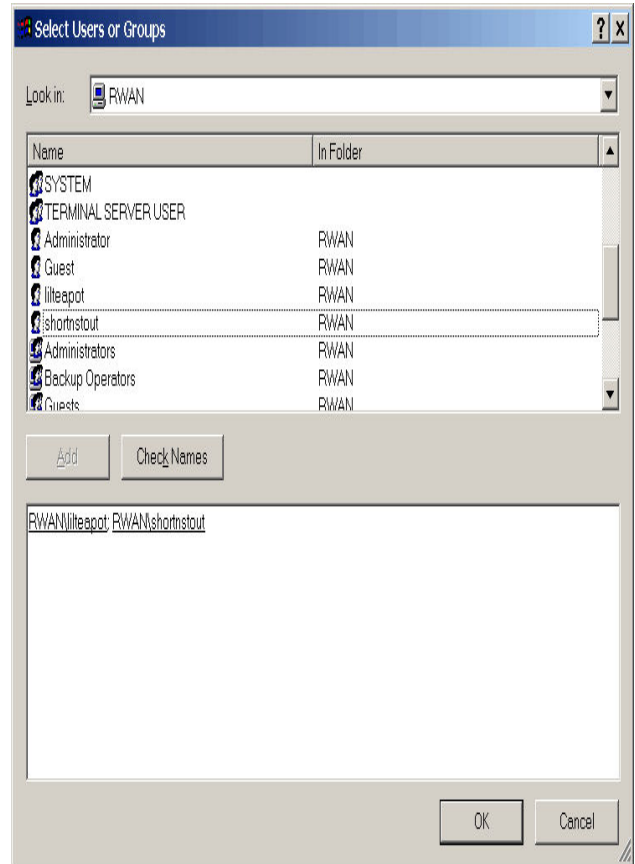 Select Users or Groups
Look in: RWAN
Name In Folder
SYSTEM
TERMINAL SERVER USER
Administrator RWAN
Guest RWAN
lilteapot RWAN
shortnstout RWAN
Administrators RWAN
Backup Operators RWAN
Guests RWAN
Add Check Names
RWAN\lilteapot; RWAN\shortnstout
OK Cancel